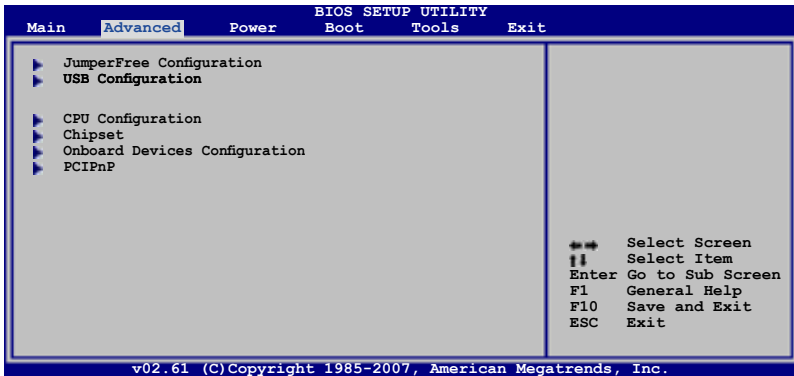 BIOS SETUP UTILITY
Main Advanced Power Boot Tools Exit
JumperFree Configuration
USB Configuration
CPU Configuration
Chipset
Onboard Devices Configuration
PCIPnP
Select Screen
Select Item
Enter Go to Sub Screen
F1 General Help
F10 Save and Exit
ESC Exit
v02.61 (C)Copyright 1985-2007, American Megatrends, Inc.